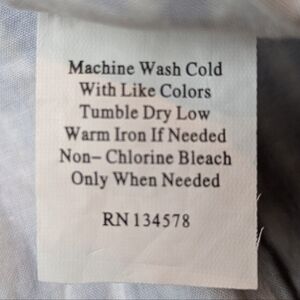 Machine Wash Cold
With Like Colors
Tumble Dry Low
Warm Iron If Needed
Non– Chlorine Bleach
Only When Needed
RN 134578